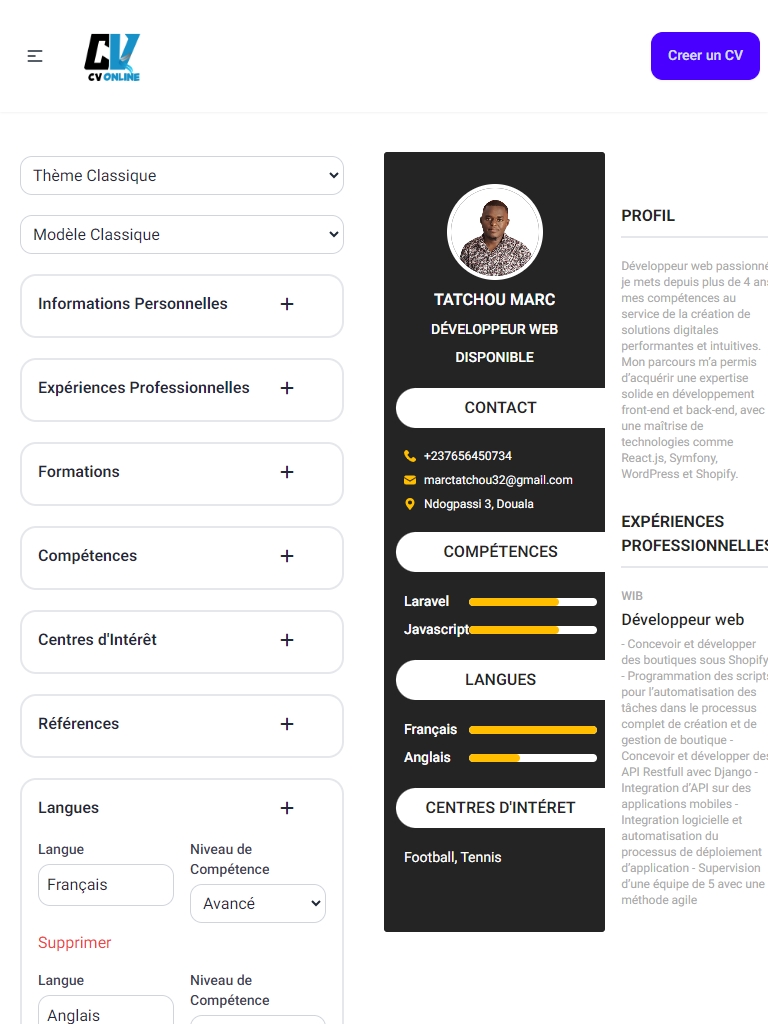 CV
CV ONLINE
Creer un CV
Thème Classique
Modèle Classique
Informations Personnelles
Expériences Professionnelles
Formations
Compétences
Centres d'Intérêt
Références
Langues
Langue
Niveau de
Compétence
Français
Avancé
Supprimer
Langue
Niveau de
Compétence
Anglais
TATCHOU MARC
DÉVELOPPEUR WEB
DISPONIBLE
CONTACT
+237656450734
marctatchou32@gmail.com
Ndogpassi 3, Douala
COMPÉTENCES
Laravel
Javascript
LANGUES
Français
Anglais
CENTRES D'INTÉRET
Football, Tennis
PROFIL
Développeur web passionné
je mets depuis plus de 4 ans
mes compétences au
service de la création de
solutions digitales
performantes et intuitives.
Mon parcours m'a permis
d'acquérir une expertise
solide en développement
front-end et back-end, avec
une maîtrise de
technologies comme
React.js, Symfony,
WordPress et Shopify.
EXPÉRIENCES
PROFESSIONNELLES
WIB
Développeur web
- Concevoir et développer
des boutiques sous Shopify
- Programmation des scripts
pour l'automatisation des
tâches dans le processus
complet de création et de
gestion de boutique -
Concevoir et développer des
API Restfull avec Django -
Integration d'API sur des
applications mobiles -
Integration logicielle et
automatisation du
processus de déploiement
d'application - Supervision
d'une équipe de 5 avec une
méthode agile